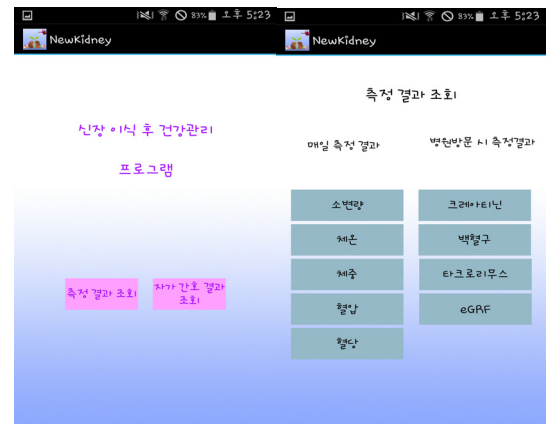 83% 오후 5:23
NewKidney
신장 이식 후 건강관리
프로그램
측정 결과 조회
자가 간호 결과
조회
83% 오후 5:23
NewKidney
측정 결과 조회
매일 측정 결과
병원방문 시 측정결과
소변량
크레아티닌
체온
백혈구
체중
타크로리무스
혈압
eGRF
혈당